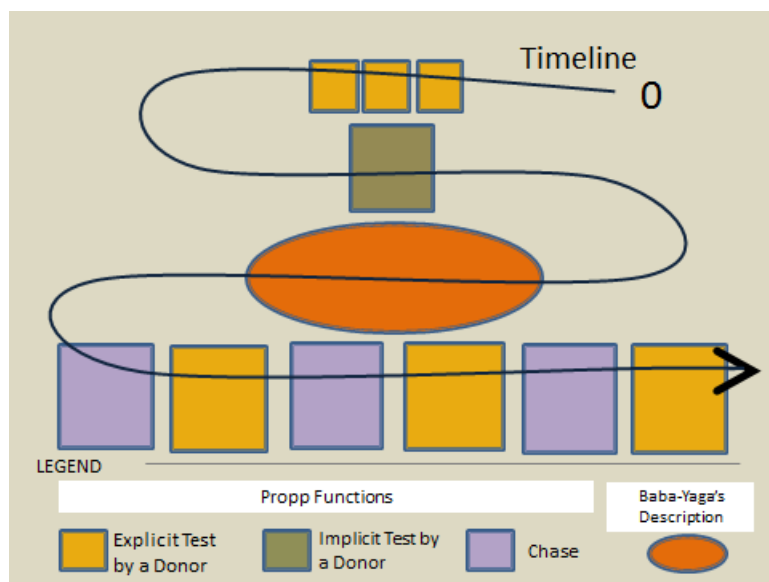 Timeline
0
LEGEND
Propp Functions
Baba-Yaga's
Description
Explicit Test
by a Donor
Implicit Test by
a Donor
Chase